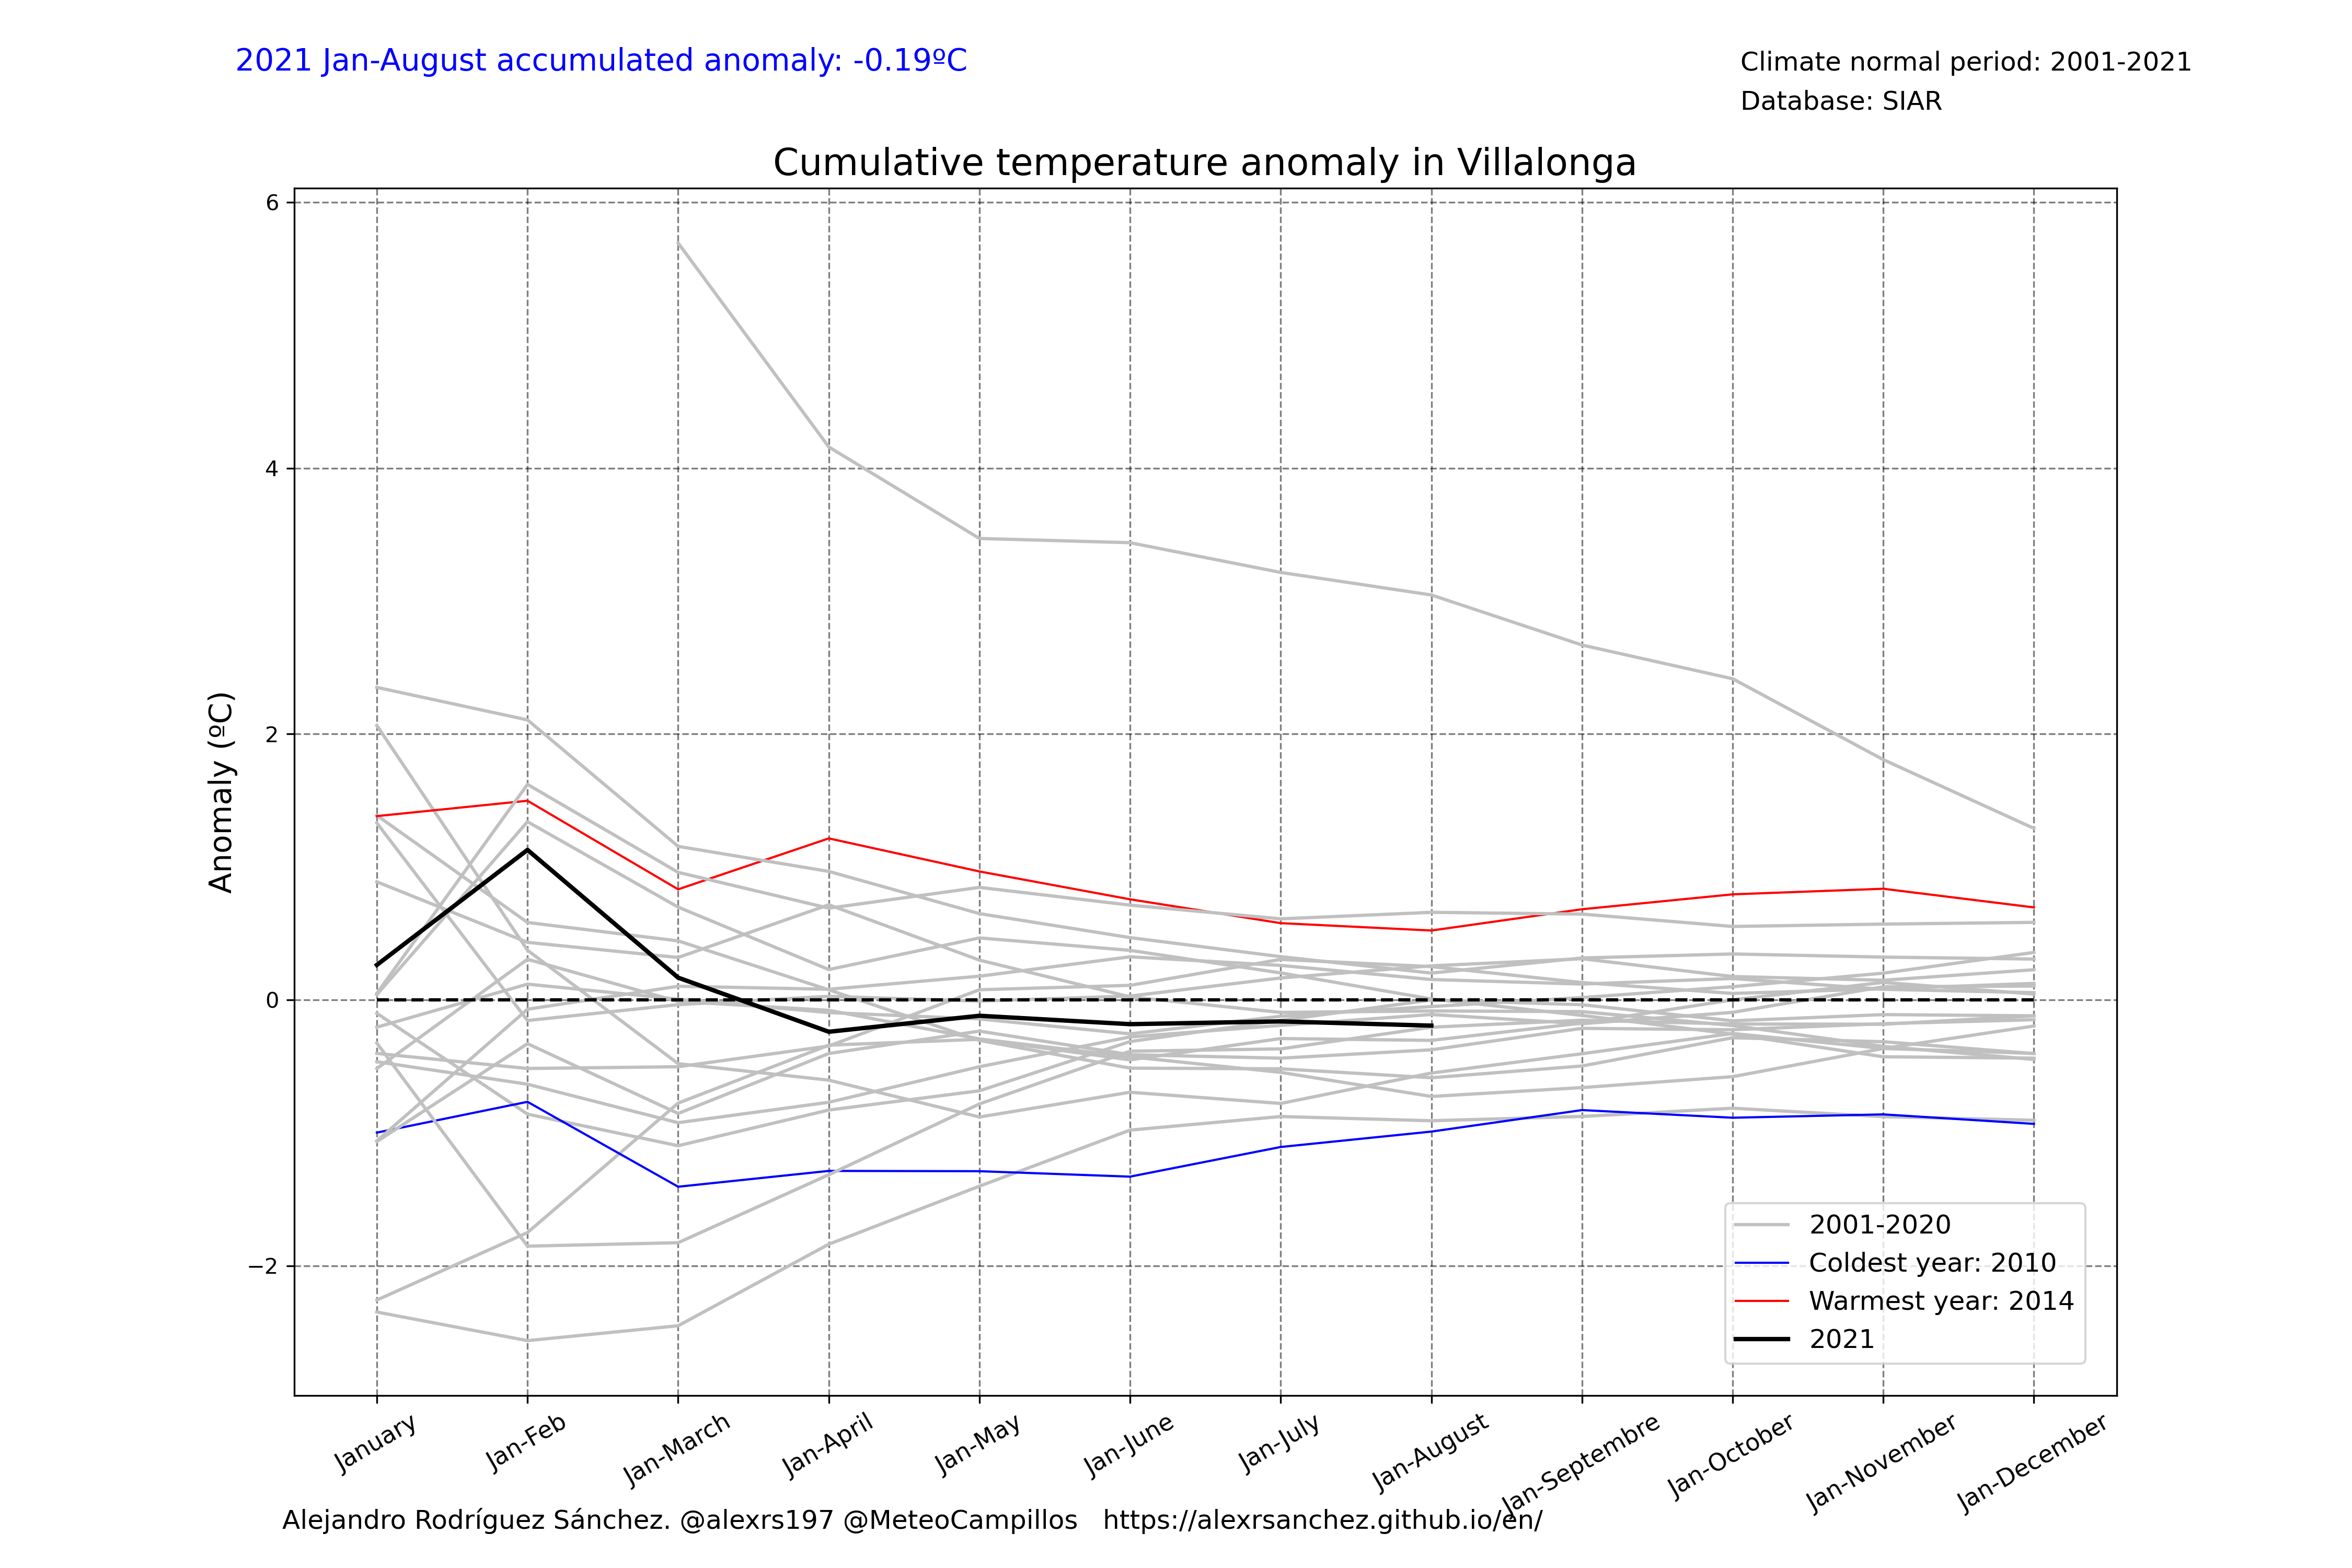 2021 Jan-August accumulated anomaly: -0.19ºC
Climate normal period: 2001-2021
Database: SIAR
Cumulative temperature anomaly in Villalonga
Anomaly (ºC)
6
4
2
0
−2
2001-2020
Coldest year: 2010
Warmest year: 2014
2021
January
Jan-Feb
Jan-March
Jan-April
Jan-May
Jan-June
Jan-July
Jan-August
Jan-Septembre
Jan-October
Jan-November
Jan-December
Alejandro Rodríguez Sánchez. @alexrs197 @MeteoCampillos https://alexrsanchez.github.io/en/